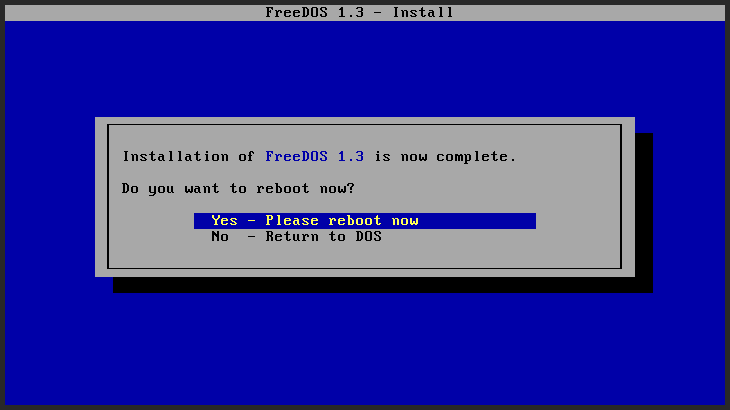 FreeDOS 1.3 - Install
Installation of FreeDOS 1.3 is now complete.
Do you want to reboot now?
Yes - Please reboot now
No  - Return to DOS